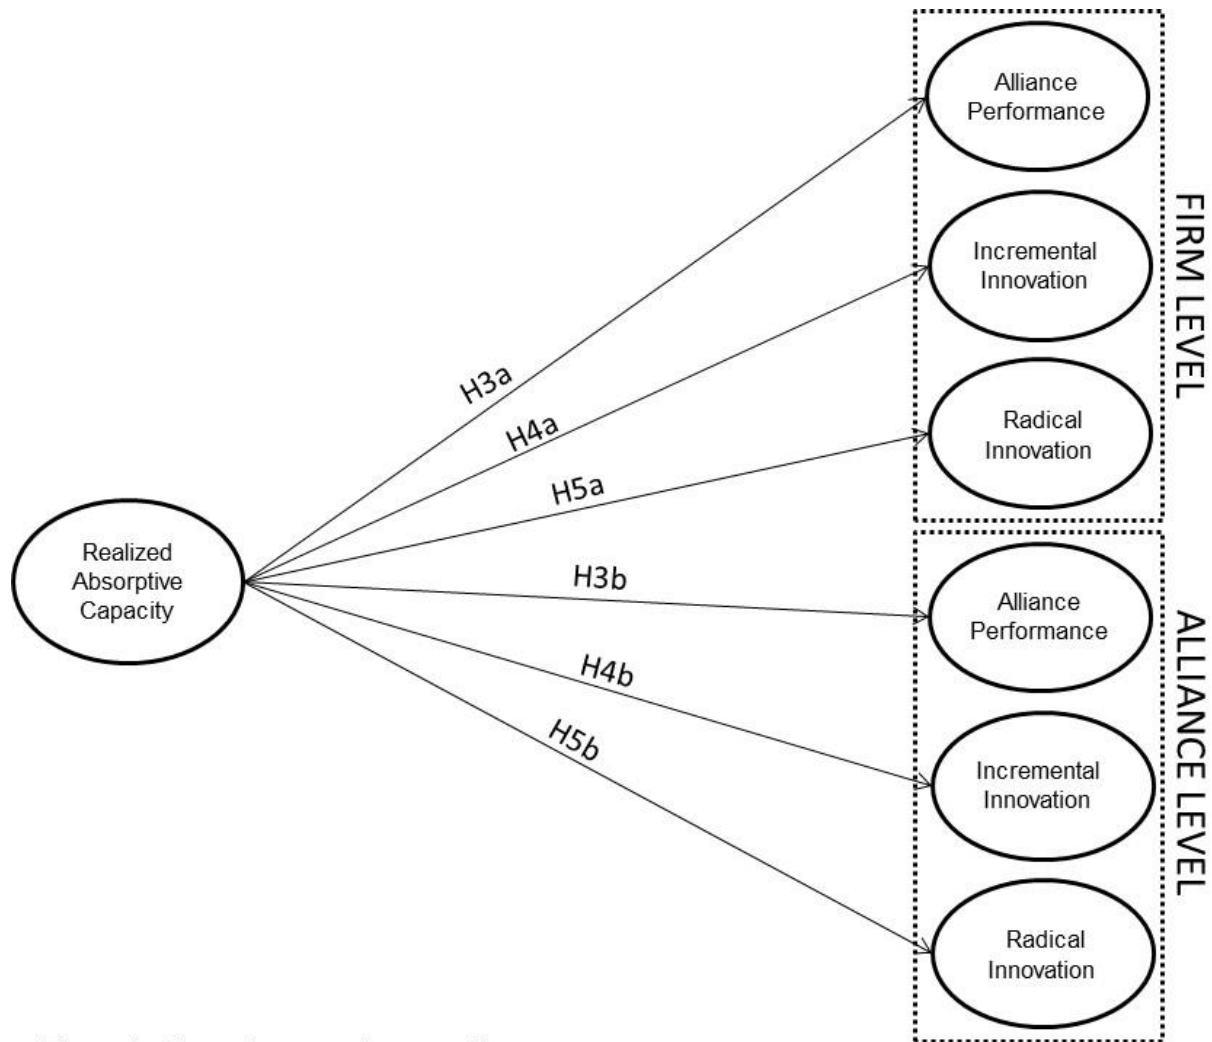 Alliance
Performance
Incremental
Innovation
Radical
Innovation
FIRM LEVEL
H3a
H4a
H5a
Realized
Absorptive
Capacity
H3b
H4b
H5b
Alliance
Performance
Incremental
Innovation
Radical
Innovation
ALLIANCE LEVEL